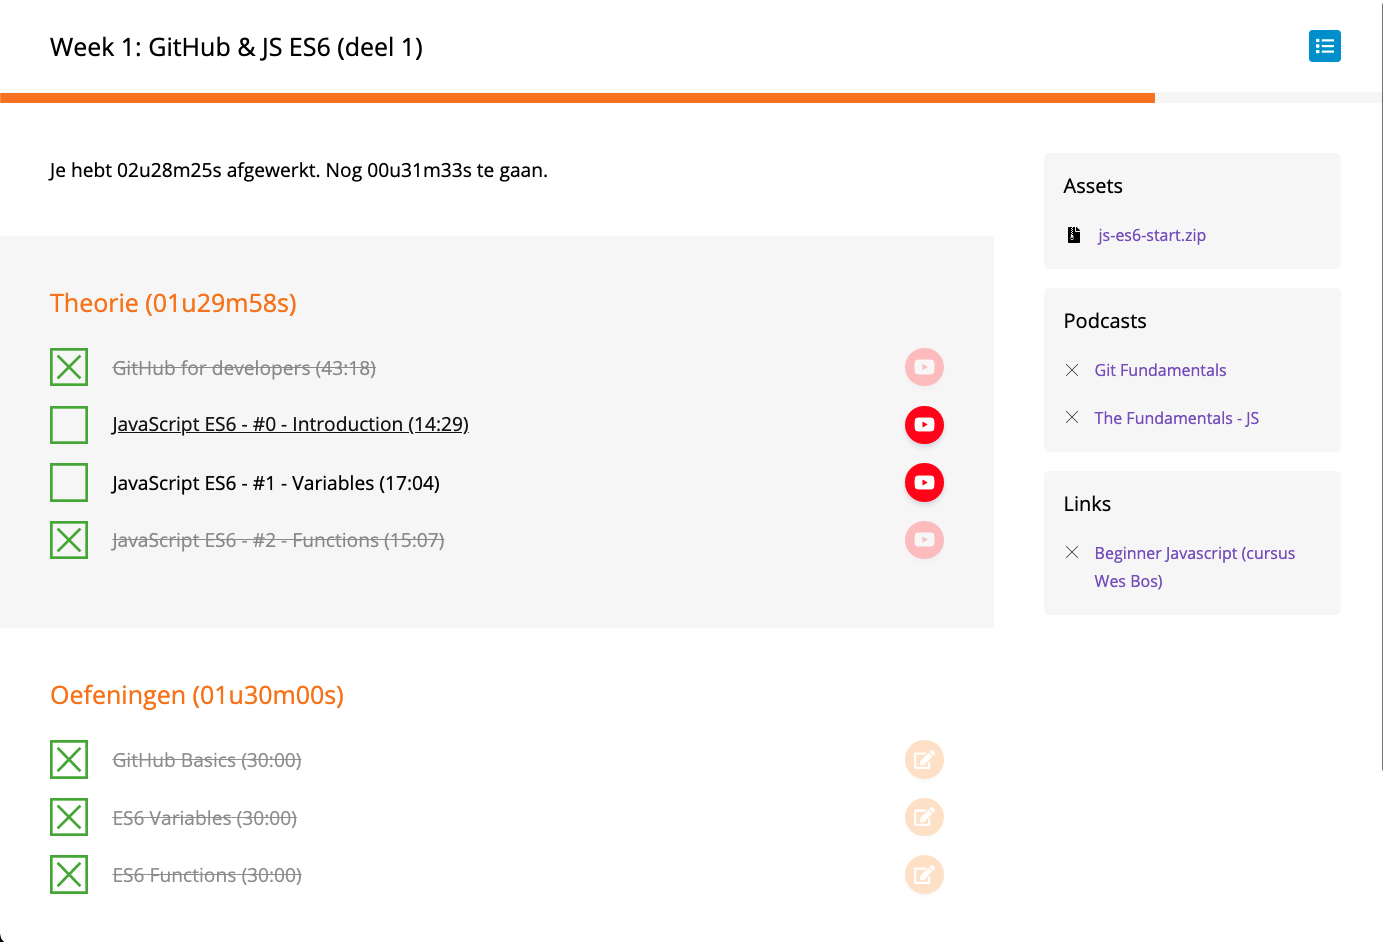 Week 1: GitHub & JS ES6 (deel 1)
Je hebt 02u28m25s afgewerkt. Nog 00u31m33s te gaan.
Theorie (01u29m58s)
GitHub for developers (43:18)
JavaScript ES6 - #0 - Introduction (14:29)
JavaScript ES6 - #1 - Variables (17:04)
JavaScript ES6 - #2 - Functions (15:07)
Oefeningen (01u30m00s)
GitHub Basics (30:00)
ES6 Variables (30:00)
ES6 Functions (30:00)
Assets
js-es6-start.zip
Podcasts
Git Fundamentals
The Fundamentals - JS
Links
Beginner Javascript (cursus
Wes Bos)